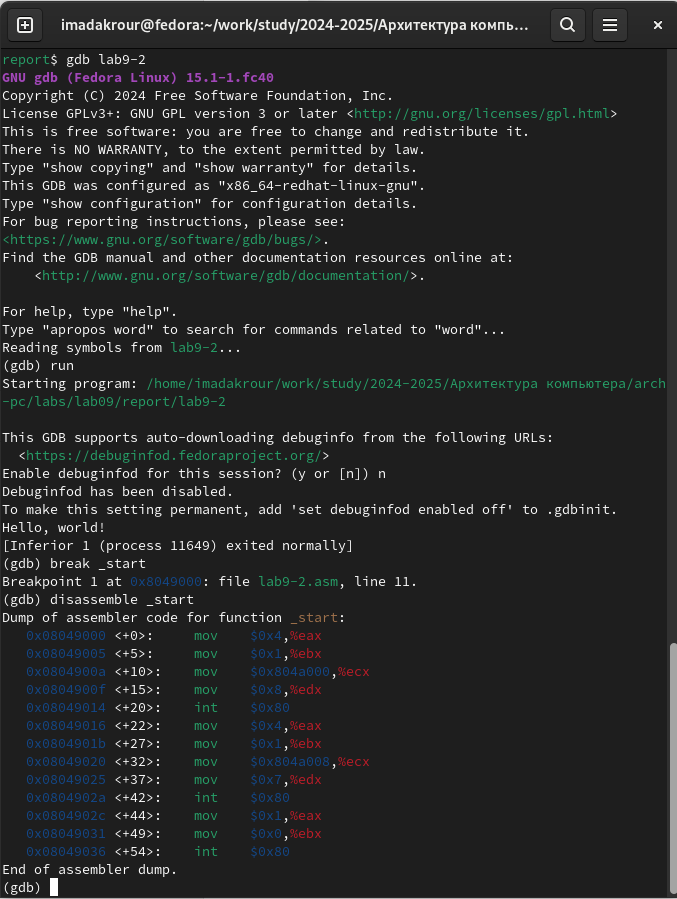 imadakrour@fedora:~/work/study/2024-2025/Архитектура компь...
report$ gdb lab9-2
GNU gdb (Fedora Linux) 15.1-1.fc40
Copyright (C) 2024 Free Software Foundation, Inc.
License GPLv3+: GNU GPL version 3 or later <http://gnu.org/licenses/gpl.html>
This is free software: you are free to change and redistribute it.
There is NO WARRANTY, to the extent permitted by law.
Type "show copying" and "show warranty" for details.
This GDB was configured as "x86_64-redhat-linux-gnu".
Type "show configuration" for configuration details.
For bug reporting instructions, please see:
<https://www.gnu.org/software/gdb/bugs/>.
Find the GDB manual and other documentation resources online at:
    <http://www.gnu.org/software/gdb/documentation/>.

For help, type "help".
Type "apropos word" to search for commands related to "word"...
Reading symbols from lab9-2...
(gdb) run
Starting program: /home/imadakrour/work/study/2024-2025/Архитектура компьютера/arch
-pc/labs/lab09/report/lab9-2

This GDB supports auto-downloading debuginfo from the following URLs:
  <https://debuginfod.fedoraproject.org/>
Enable debuginfod for this session? (y or [n]) n
Debuginfod has been disabled.
To make this setting permanent, add 'set debuginfod enabled off' to .gdbinit.
Hello, world!
[Inferior 1 (process 11649) exited normally]
(gdb) break _start
Breakpoint 1 at 0x8049000: file lab9-2.asm, line 11.
(gdb) disassemble _start
Dump of assembler code for function _start:
   0x08049000 <+0>:     mov    $0x4,%eax
   0x08049005 <+5>:     mov    $0x1,%ebx
   0x0804900a <+10>:    mov    $0x804a000,%ecx
   0x0804900f <+15>:    mov    $0x8,%edx
   0x08049014 <+20>:    int    $0x80
   0x08049016 <+22>:    mov    $0x4,%eax
   0x0804901b <+27>:    mov    $0x1,%ebx
   0x08049020 <+32>:    mov    $0x804a008,%ecx
   0x08049025 <+37>:    mov    $0x7,%edx
   0x0804902a <+42>:    int    $0x80
   0x0804902c <+44>:    mov    $0x1,%eax
   0x08049031 <+49>:    mov    $0x0,%ebx
   0x08049036 <+54>:    int    $0x80
End of assembler dump.
(gdb)